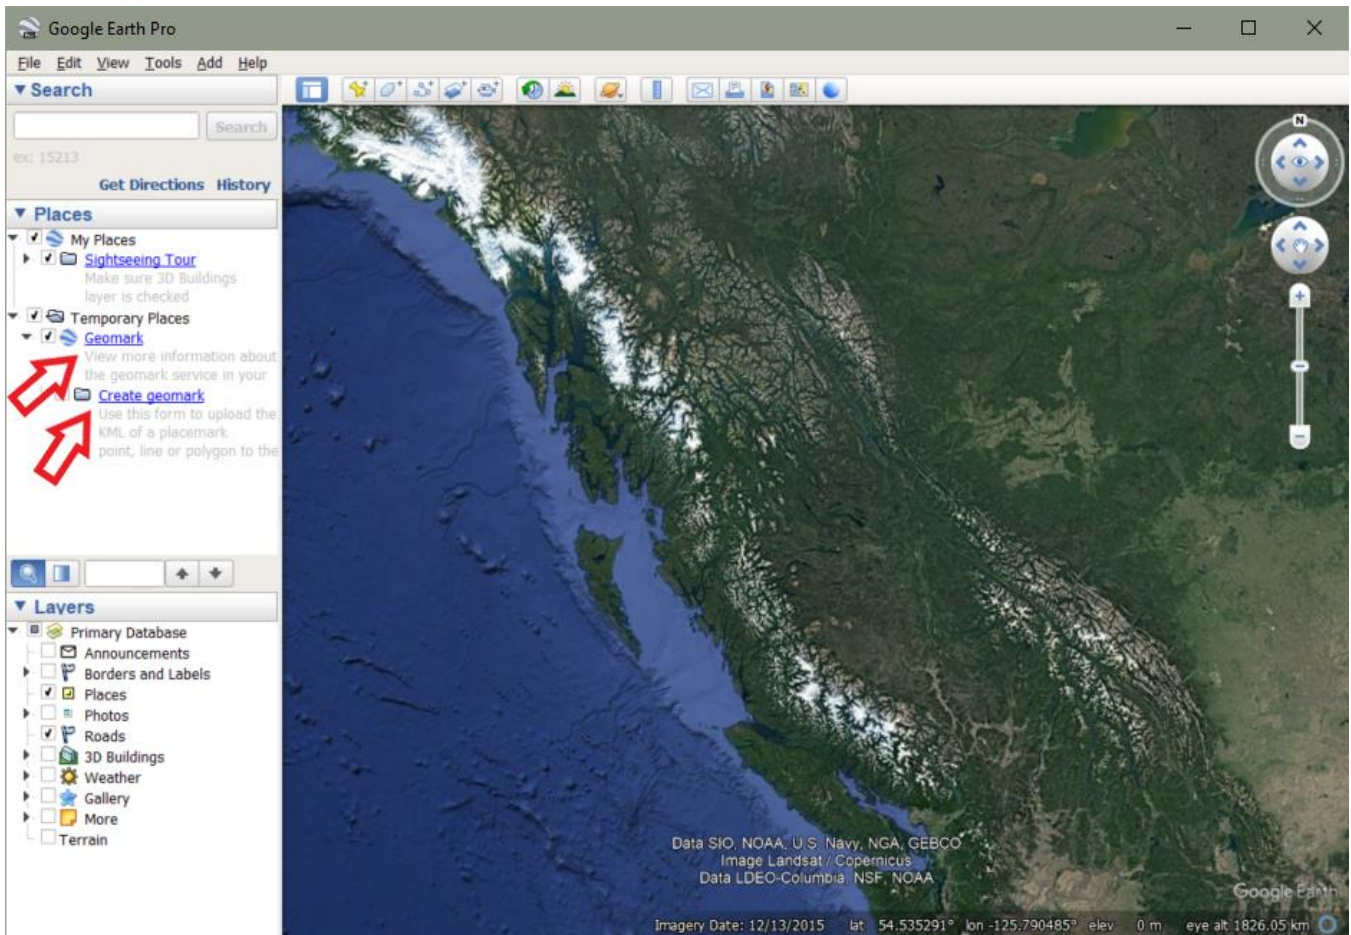 Google Earth Pro
File Edit View Tools Add Help
Search
Search
ex: 15213
Get Directions History
Places
My Places
Sightseeing Tour
Make sure 3D Buildings
layer is checked
Temporary Places
Geomark
View more information about
the geomark service in your
Create geomark
Use this form to upload the
KML of a placemark
point, line or polygon to the
Layers
Primary Database
Announcements
Borders and Labels
Places
Photos
Roads
3D Buildings
Weather
Gallery
More
Terrain
N
Data SIO, NOAA, U.S. Navy, NGA, GEBCO
Image Landsat / Copernicus
Data LDEO-Columbia, NSF, NOAA
Google Earth
Imagery Date: 12/13/2015 lat 54.535291° lon -125.790485° elev 0 m eye alt 1826.05 km